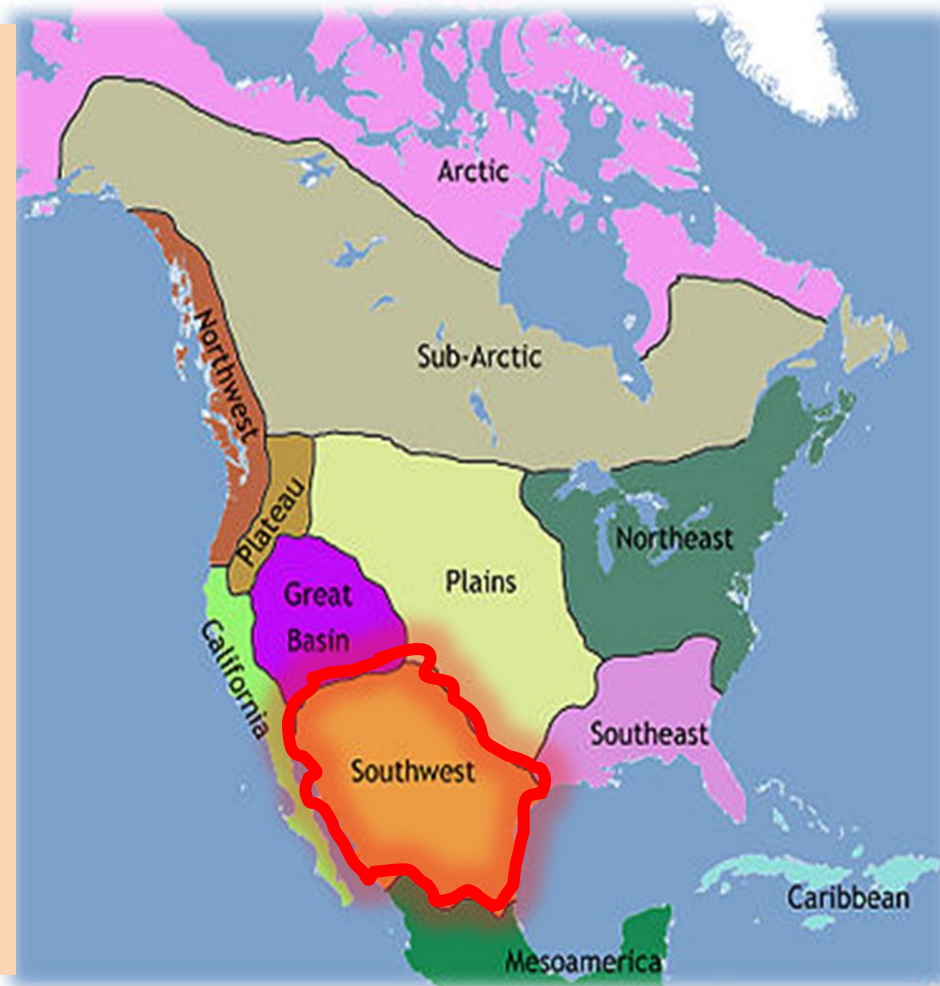 Arctic
Sub-Arctic
Northwest
Plateau
Northeast
Plains
Great
Basin
California
Southeast
Southwest
Caribbean
Mesoamerica